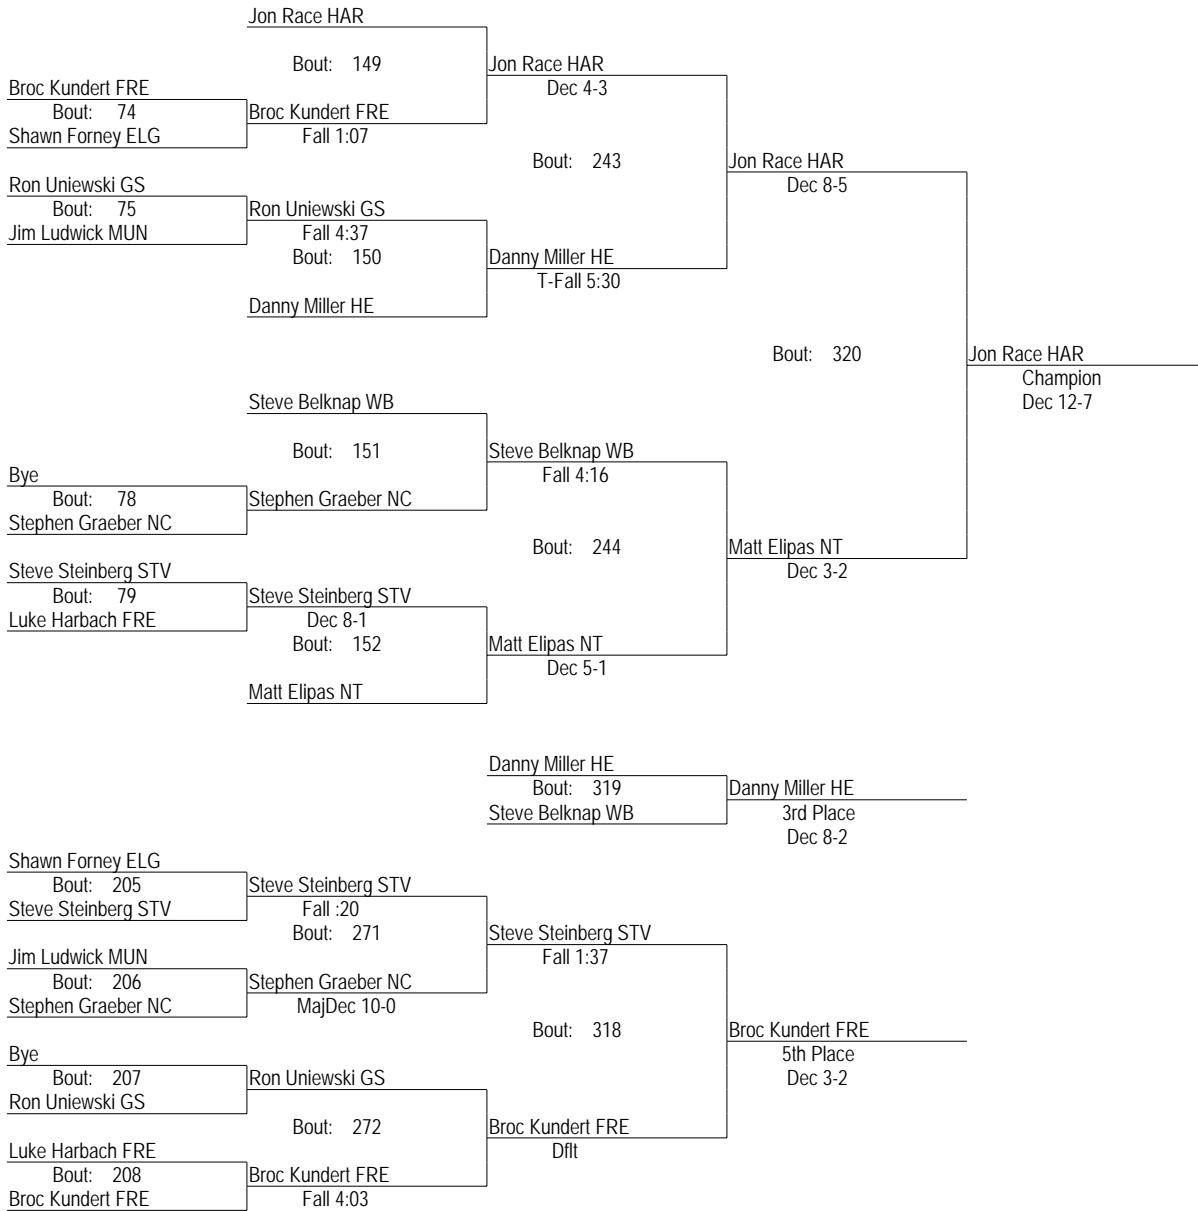 Jon Race HAR
Bout: 149
Jon Race HAR
Dec 4-3
Broc Kundert FRE
Bout: 74
Broc Kundert FRE
Shawn Forney ELG
Fall 1:07
Bout: 243
Jon Race HAR
Dec 8-5
Ron Uniewski GS
Bout: 75
Ron Uniewski GS
Jim Ludwick MUN
Fall 4:37
Bout: 150
Danny Miller HE
T-Fall 5:30
Danny Miller HE
Bout: 320
Jon Race HAR
Champion
Dec 12-7
Steve Belknap WB
Bout: 151
Steve Belknap WB
Fall 4:16
Bye
Bout: 78
Stephen Graeber NC
Stephen Graeber NC
Bout: 244
Matt Elipas NT
Dec 3-2
Steve Steinberg STV
Bout: 79
Steve Steinberg STV
Luke Harbach FRE
Dec 8-1
Bout: 152
Matt Elipas NT
Dec 5-1
Matt Elipas NT
Danny Miller HE
Bout: 319
Danny Miller HE
Steve Belknap WB
3rd Place
Dec 8-2
Shawn Forney ELG
Bout: 205
Steve Steinberg STV
Steve Steinberg STV
Fall :20
Bout: 271
Steve Steinberg STV
Fall 1:37
Jim Ludwick MUN
Bout: 206
Stephen Graeber NC
Stephen Graeber NC
MajDec 10-0
Bout: 318
Broc Kundert FRE
5th Place
Dec 3-2
Bye
Bout: 207
Ron Uniewski GS
Ron Uniewski GS
Bout: 272
Broc Kundert FRE
Dflt
Luke Harbach FRE
Bout: 208
Broc Kundert FRE
Broc Kundert FRE
Fall 4:03